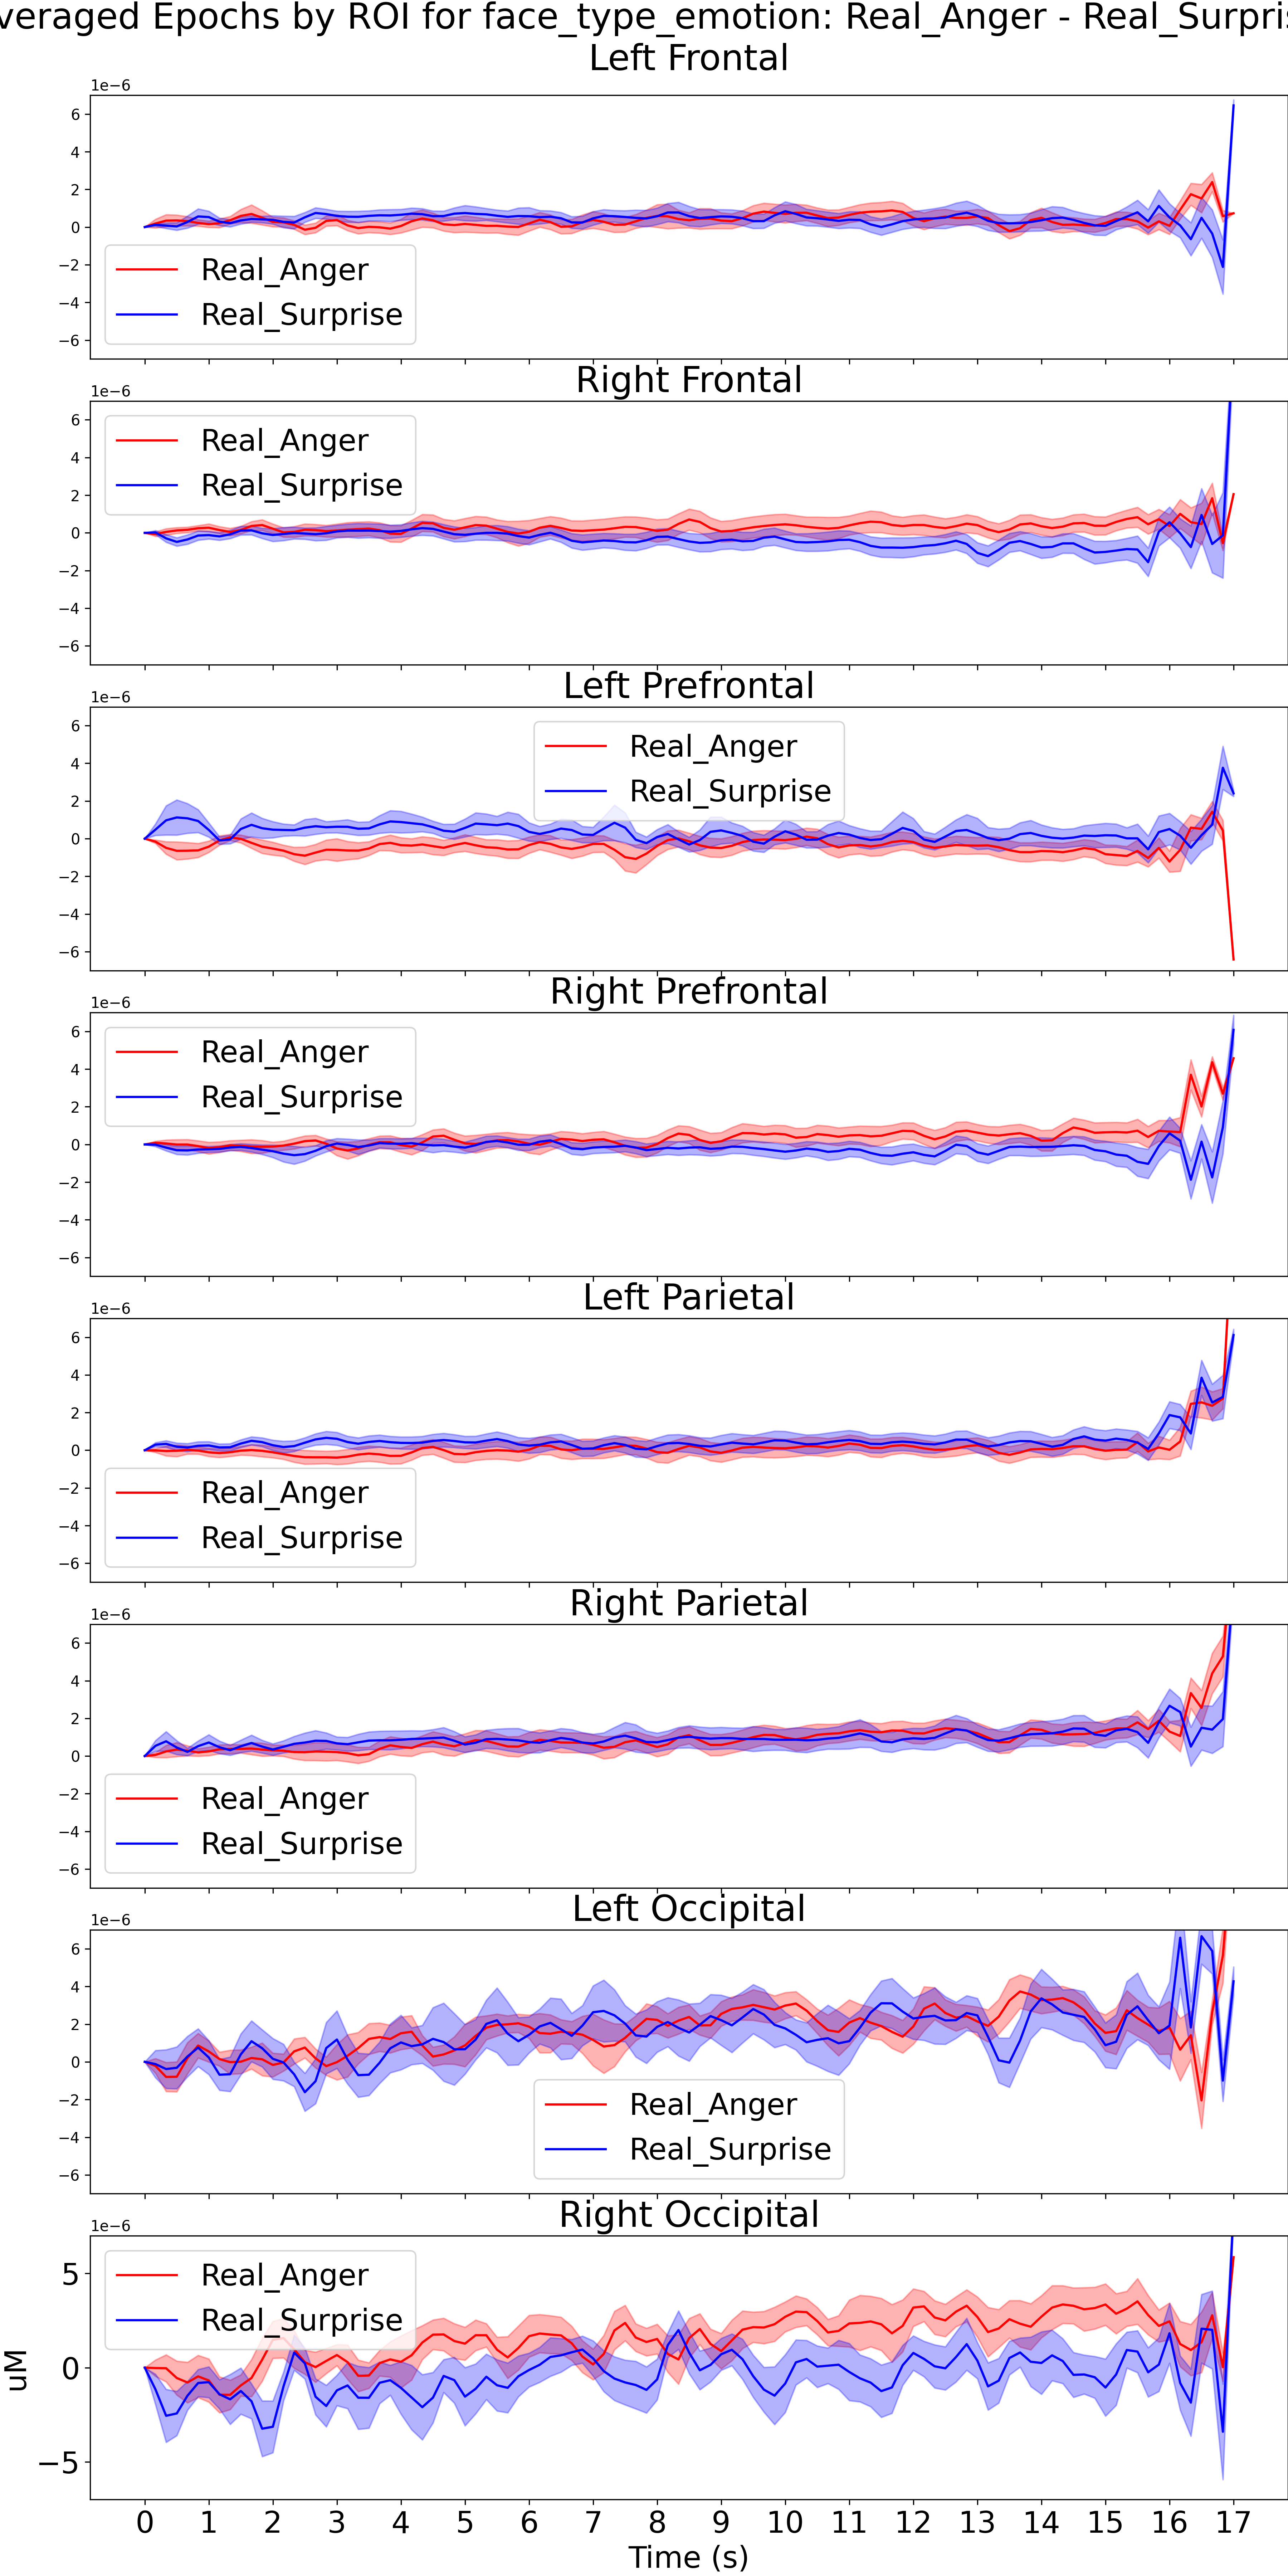 veraged Epochs by ROI for face_type_emotion: Real_Anger - Real_Surpri
Left Frontal
1e−6
6
4
2
0
−2
−4
−6
Real_Anger
Real_Surprise
Right Frontal
1e−6
6
4
2
0
−2
−4
−6
Real_Anger
Real_Surprise
Left Prefrontal
1e−6
6
4
2
0
−2
−4
−6
Real_Anger
Real_Surprise
Right Prefrontal
1e−6
6
4
2
0
−2
−4
−6
Real_Anger
Real_Surprise
Left Parietal
1e−6
6
4
2
0
−2
−4
−6
Real_Anger
Real_Surprise
Right Parietal
1e−6
6
4
2
0
−2
−4
−6
Real_Anger
Real_Surprise
Left Occipital
1e−6
6
4
2
0
−2
−4
−6
Real_Anger
Real_Surprise
Right Occipital
1e−6
5
0
−5
uM
Real_Anger
Real_Surprise
0 1 2 3 4 5 6 7 8 9 10 11 12 13 14 15 16 17
Time (s)